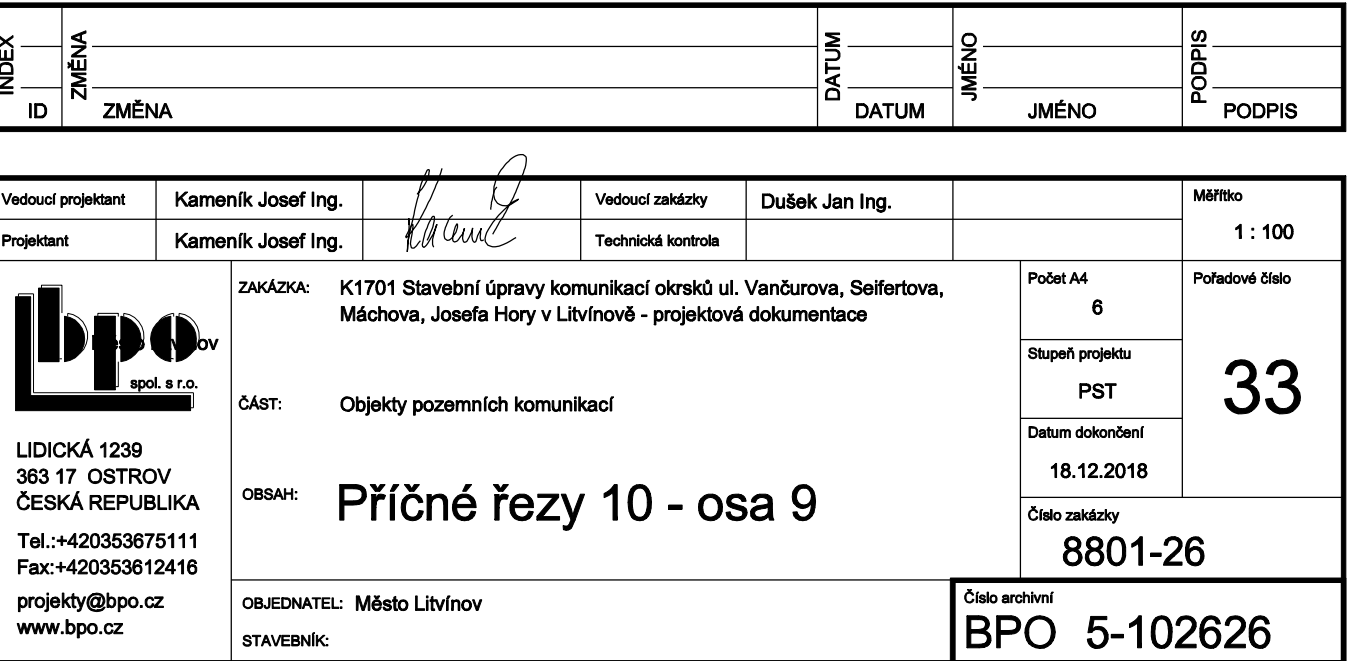 INDEX ZMĚNA DATUM JMÉNO PODPIS
ID ZMĚNA DATUM JMÉNO PODPIS
Vedoucí projektant Kameník Josef Ing. Vedoucí zakázky Dušek Jan Ing.
Projektant Kameník Josef Ing. Technická kontrola
Měřítko
1 : 100
bpo
spol. s r.o.
LIDICKÁ 1239
363 17 OSTROV
ČESKÁ REPUBLIKA
Tel.:+420353675111
Fax:+420353612416
projekty@bpo.cz
www.bpo.cz
ZAKÁZKA: K1701 Stavební úpravy komunikací okrsků ul. Vančurova, Seifertova,
Máchova, Josefa Hory v Litvínově - projektová dokumentace
ČÁST: Objekty pozemních komunikací
OBSAH: Příčné řezy 10 - osa 9
OBJEDNATEL: Město Litvínov
STAVEBNÍK:
Počet A4
6
Stupeň projektu
PST
Datum dokončení
18.12.2018
Pořadové číslo
33
Číslo zakázky
8801-26
Číslo archivní
BPO 5-102626